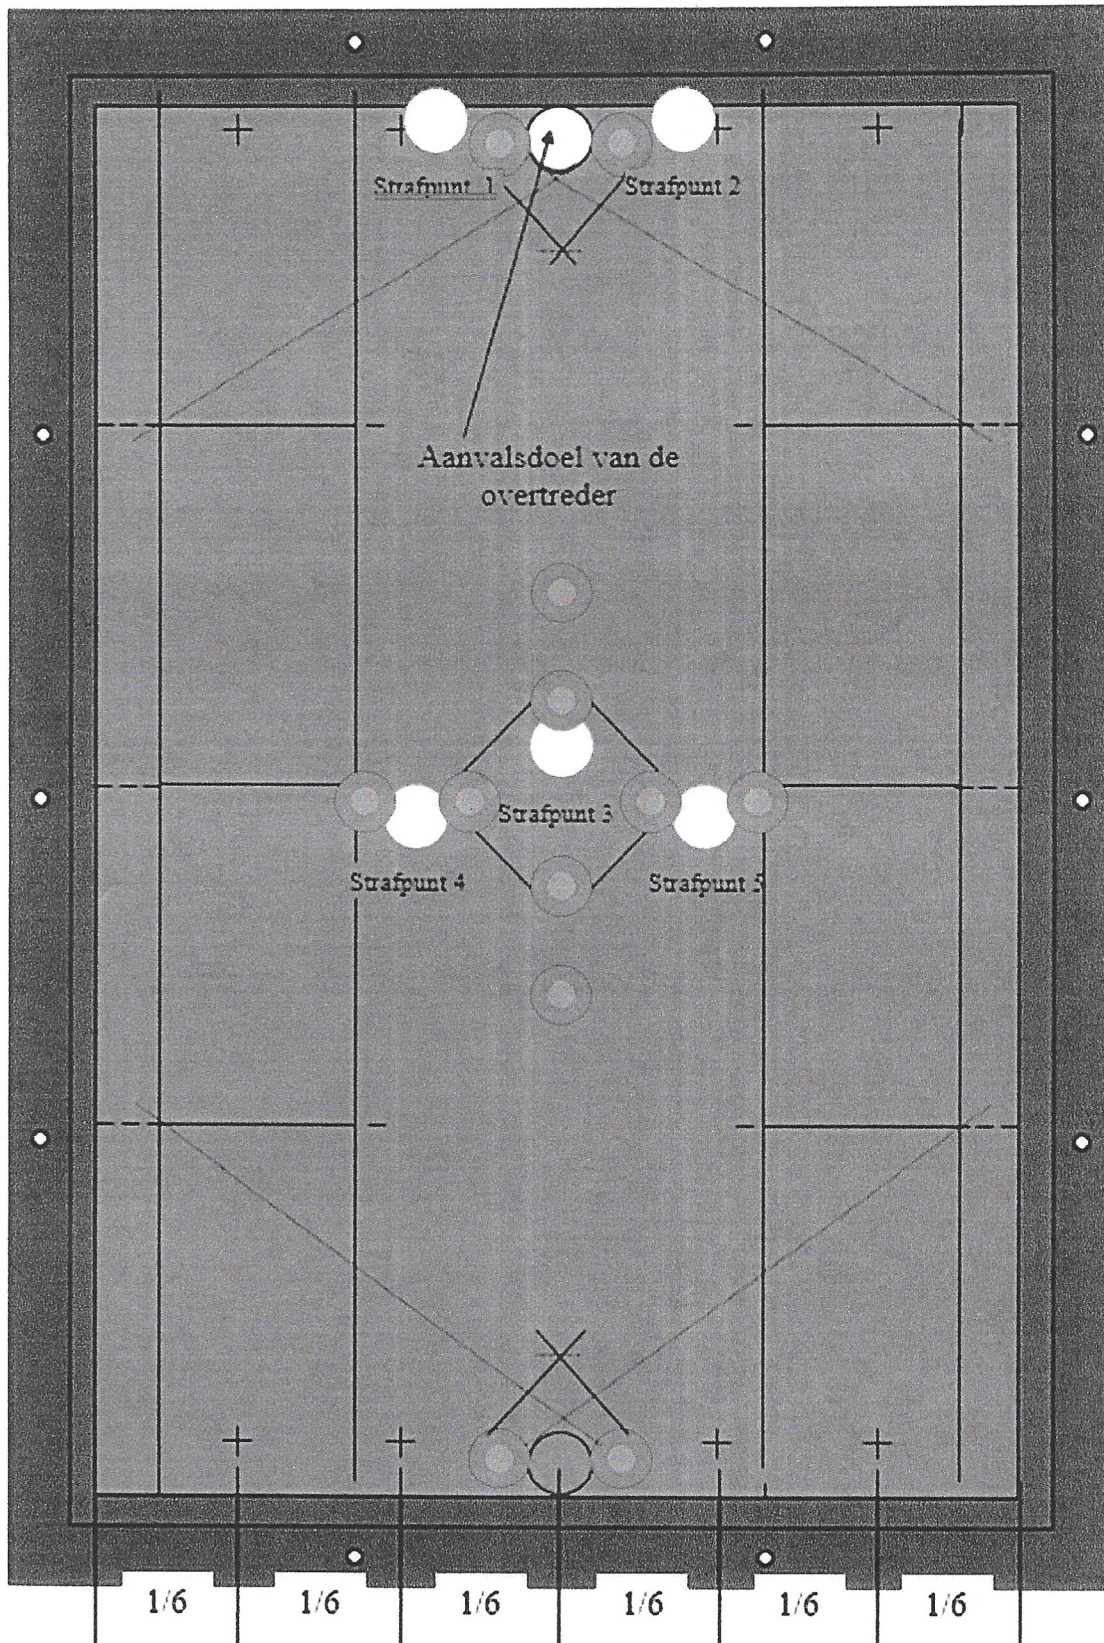 Strafpunt 1
Strafpunt 2
Aanvalsdoel van de
overtreder
Strafpunt 3
Strafpunt 4
Strafpunt 5
1/6
1/6
1/6
1/6
1/6
1/6